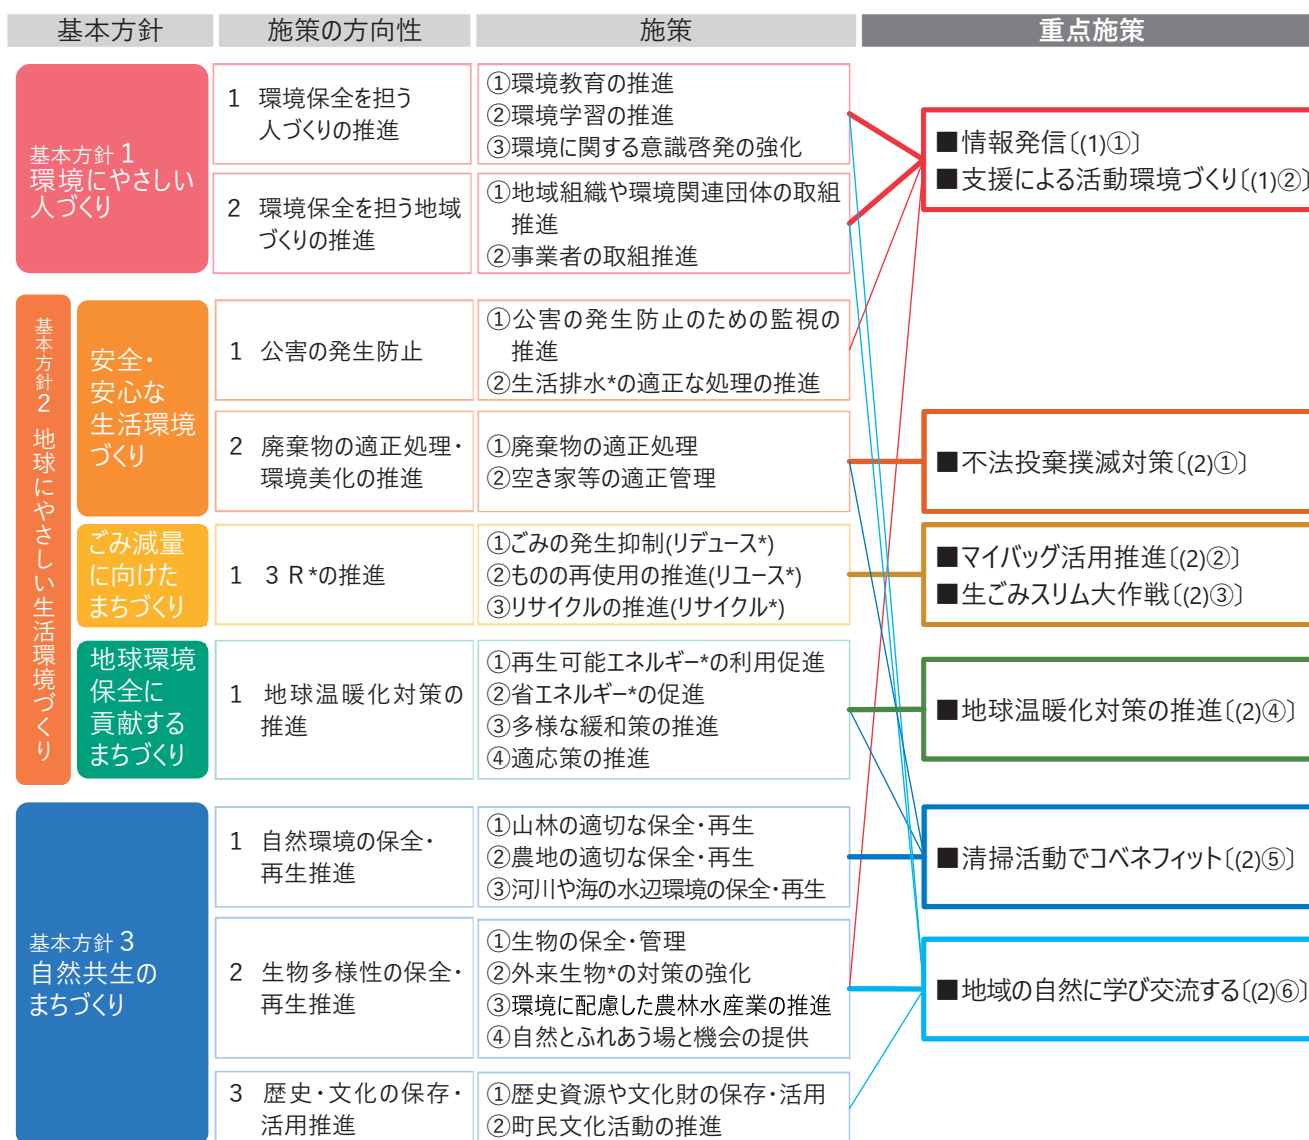 基本方針
施策の方向性
施策
重点施策
基本方針1
環境にやさしい
人づくり
1 環境保全を担う
人づくりの推進
①環境教育の推進
②環境学習の推進
③環境に関する意識啓発の強化
2 環境保全を担う地域
づくりの推進
①地域組織や環境関連団体の取組
推進
②事業者の取組推進
■情報発信〔(1)①〕
■支援による活動環境づくり〔(1)②〕
基本方針2 地球にやさしい生活環境づくり
安全・
安心な
生活環境
づくり
1 公害の発生防止
①公害の発生防止のための監視の
推進
②生活排水*の適正な処理の推進
2 廃棄物の適正処理・
環境美化の推進
①廃棄物の適正処理
②空き家等の適正管理
■不法投棄撲滅対策〔(2)①〕
ごみ減量
に向けた
まちづくり
1 3R*の推進
①ごみの発生抑制(リデュース*)
②ものの再使用の推進(リユース*)
③リサイクルの推進(リサイクル*)
■マイバッグ活用推進〔(2)②〕
■生ごみスリム大作戦〔(2)③〕
地球環境
保全に
貢献する
まちづくり
1 地球温暖化対策の
推進
①再生可能エネルギー*の利用促進
②省エネルギー*の促進
③多様な緩和策の推進
④適応策の推進
■地球温暖化対策の推進〔(2)④〕
基本方針3
自然共生の
まちづくり
1 自然環境の保全・
再生推進
①山林の適切な保全・再生
②農地の適切な保全・再生
③河川や海の水辺環境の保全・再生
■清掃活動でコベネフィット〔(2)⑤〕
2 生物多様性の保全・
再生推進
①生物の保全・管理
②外来生物*の対策の強化
③環境に配慮した農林水産業の推進
④自然とふれあう場と機会の提供
■地域の自然に学び交流する〔(2)⑥〕
3 歴史・文化の保存・
活用推進
①歴史資源や文化財の保存・活用
②町民文化活動の推進